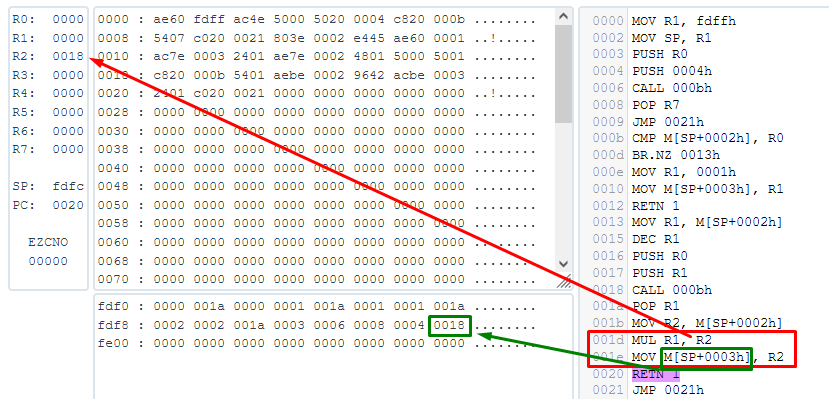 R0: 0000
R1: 0000
R2: 0018
R3: 0000
R4: 0000
R5: 0000
R6: 0000
R7: 0000
SP: fdfc
PC: 0020
EZCNO
00000
0000 : ae60 fdff ac4e 5000 5020 0004 c820 000b ........
0008 : 5407 c020 0021 803e 0002 e445 ae60 0001 ..!.....
0010 : ac7e 0003 2401 ae7e 0002 4801 5000 5001 ........
0018 : c820 000b 5401 aebe 0002 9642 acbe 0003 ........
0020 : 2401 c020 0021 0000 0000 0000 0000 0000 ..!.....
0028 : 0000 0000 0000 0000 0000 0000 0000 0000 ........
0030 : 0000 0000 0000 0000 0000 0000 0000 0000 ........
0038 : 0000 0000 0000 0000 0000 0000 0000 0000 ........
0040 : 0000 0000 0000 0000 0000 0000 0000 0000 ........
0048 : 0000 0000 0000 0000 0000 0000 0000 0000 ........
0050 : 0000 0000 0000 0000 0000 0000 0000 0000 ........
0058 : 0000 0000 0000 0000 0000 0000 0000 0000 ........
0060 : 0000 0000 0000 0000 0000 0000 0000 0000 ........
0068 : 0000 0000 0000 0000 0000 0000 0000 0000 ........
0070 : 0000 0000 0000 0000 0000 0000 0000 0000 ........
fdf0 : 0000 001a 0000 0001 001a 0001 0001 001a ........
fdf8 : 0002 0002 001a 0003 0006 0008 0004 0018 ........
fe00 : 0000 0000 0000 0000 0000 0000 0000 0000 ........
0000 MOV R1, fdffh
0002 MOV SP, R1
0003 PUSH R0
0004 PUSH 0004h
0006 CALL 000bh
0008 POP R7
0009 JMP 0021h
000b CMP M[SP+0002h], R0
000d BR.NZ 0013h
000e MOV R1, 0001h
0010 MOV M[SP+0003h], R1
0012 RETN 1
0013 MOV R1, M[SP+0002h]
0015 DEC R1
0016 PUSH R0
0017 PUSH R1
0018 CALL 000bh
001a POP R1
001b MOV R2, M[SP+0002h]
001d MUL R1, R2
001e MOV M[SP+0003h], R2
0020 RETN 1
0021 JMP 0021h